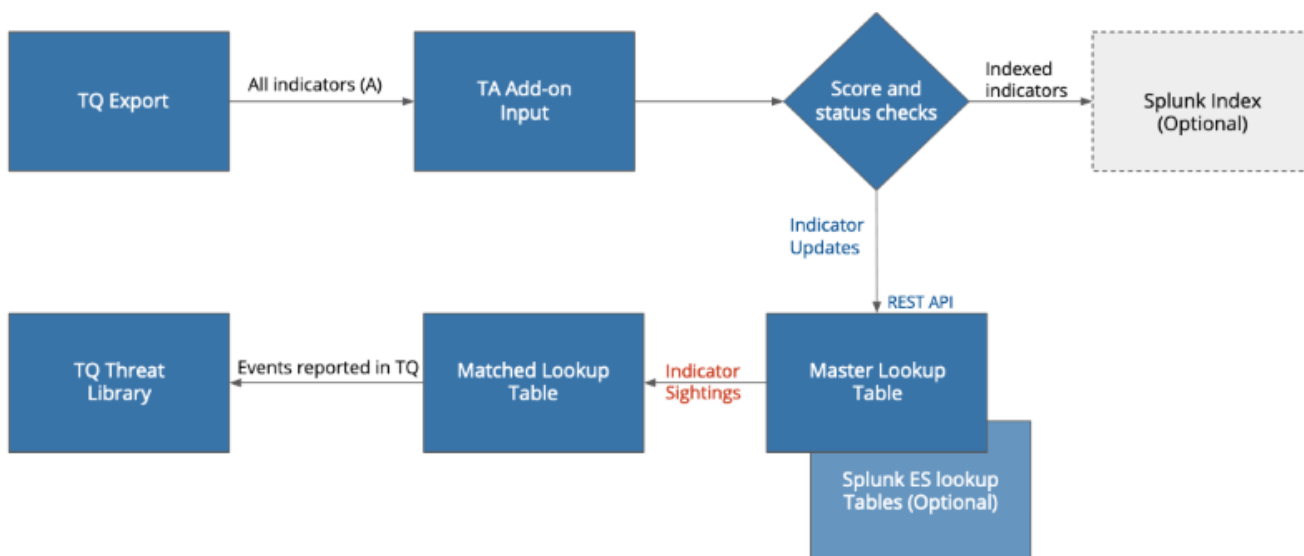 TQ Export
All indicators (A)
TA Add-on
Input
Score and
status checks
Indexed
indicators
Splunk Index
(Optional)
Indicator
Updates
REST API
TQ Threat
Library
Events reported in TQ
Matched Lookup
Table
Indicator
Sightings
Master Lookup
Table
Splunk ES lookup
Tables (Optional)